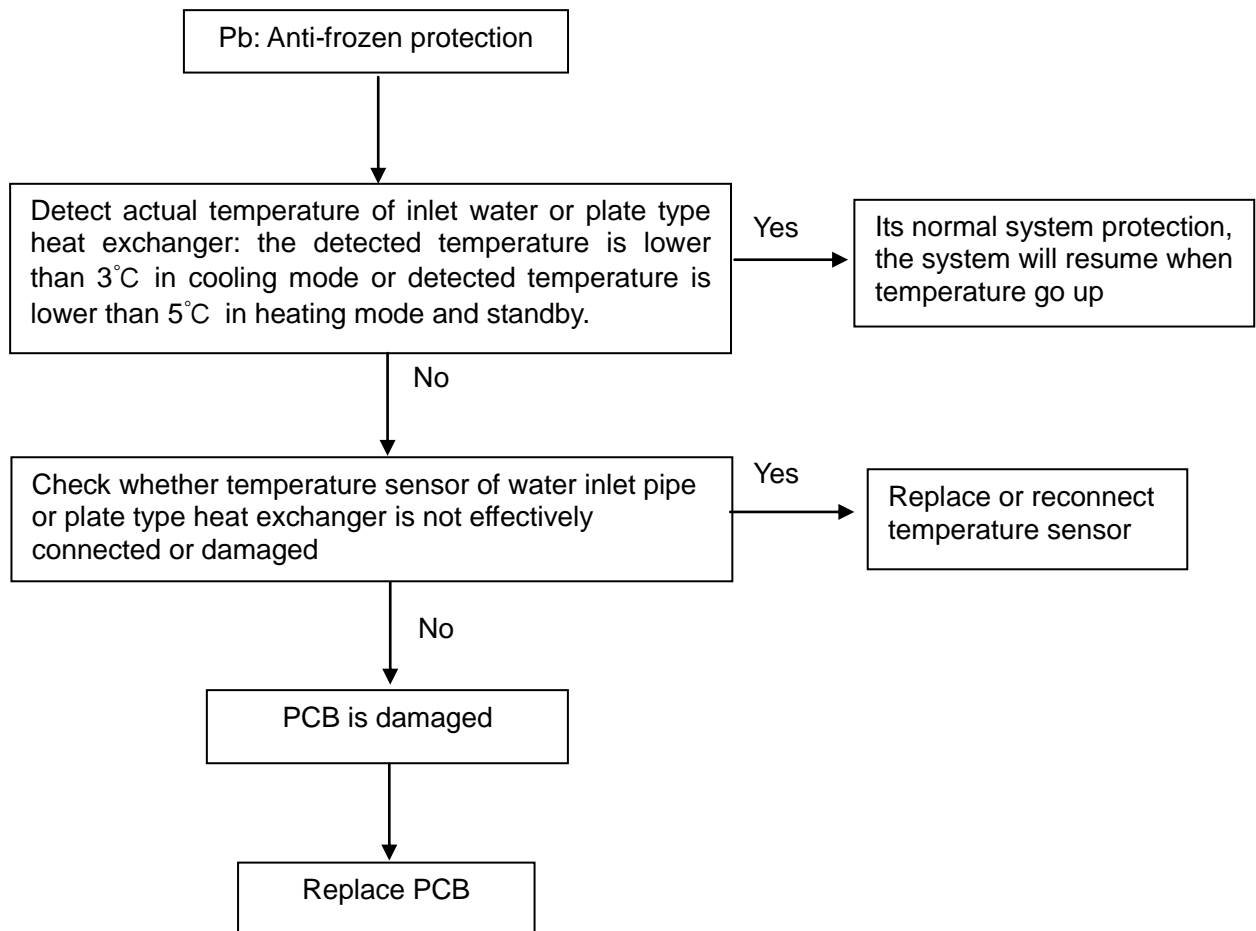 Pb: Anti-frozen protection
Detect actual temperature of inlet water or plate type
heat exchanger: the detected temperature is lower
than 3℃ in cooling mode or detected temperature is
lower than 5℃ in heating mode and standby.
Yes
Its normal system protection,
the system will resume when
temperature go up
No
Check whether temperature sensor of water inlet pipe
or plate type heat exchanger is not effectively
connected or damaged
Yes
Replace or reconnect
temperature sensor
No
PCB is damaged
Replace PCB